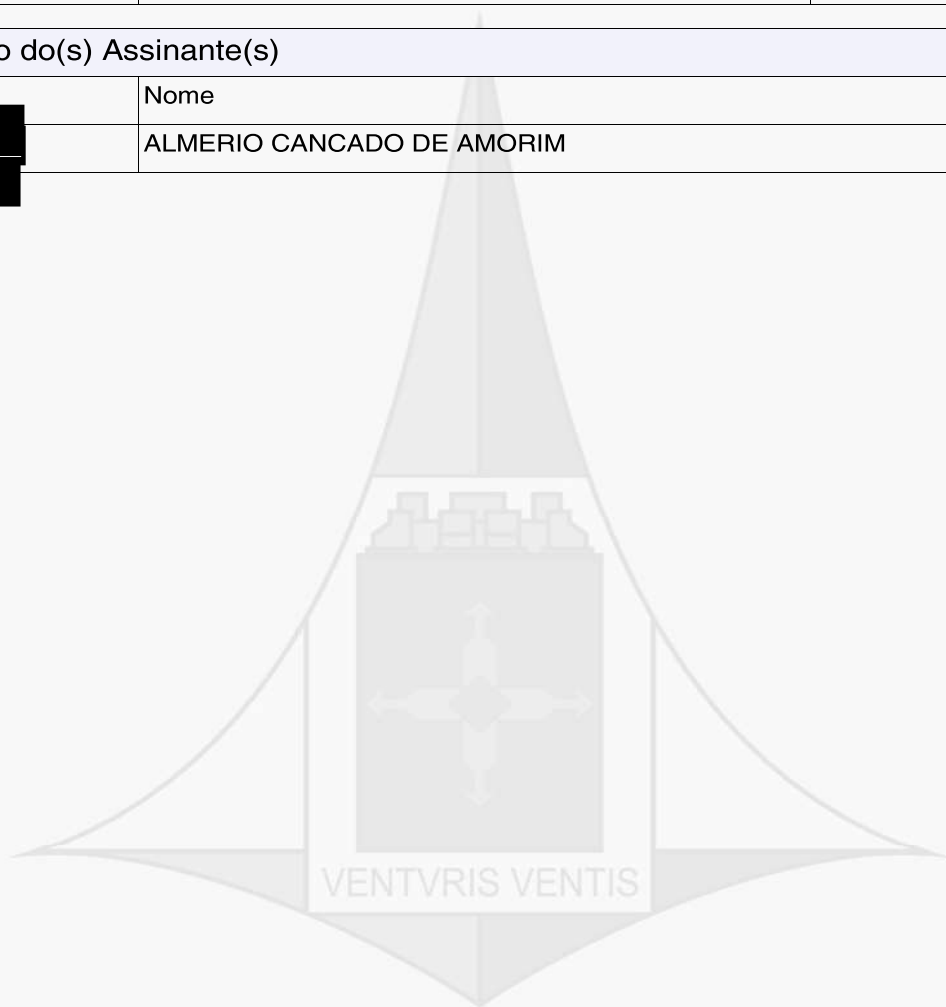 o do(s) Assinante(s)
Nome
ALMERIO CANCADO DE AMORIM
VENTVRIS VENTIS